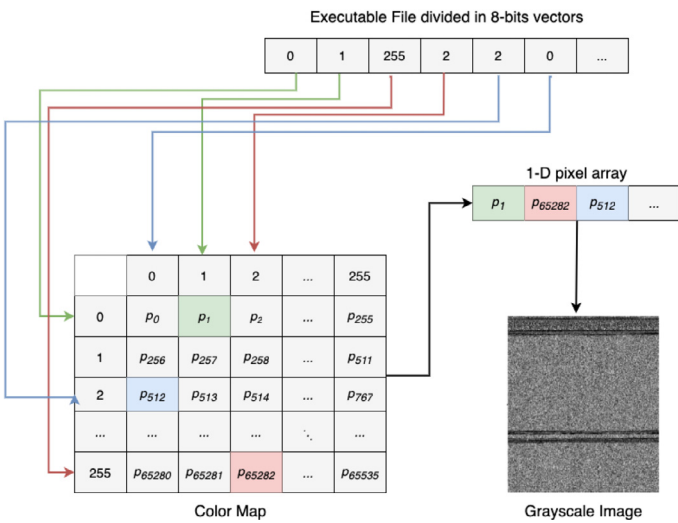 Executable File divided in 8-bits vectors
0 1 255 2 2 0 ...
1-D pixel array
p1 p65282 p512 ...
0 1 2 ... 255
0 p0 p1 p2 ... p255
1 p256 p257 p258 ... p511
2 p512 p513 p514 ... p767
... ... ... ... ⋱ ...
255 p65280 p65281 p65282 ... p65535
Color Map
Grayscale Image